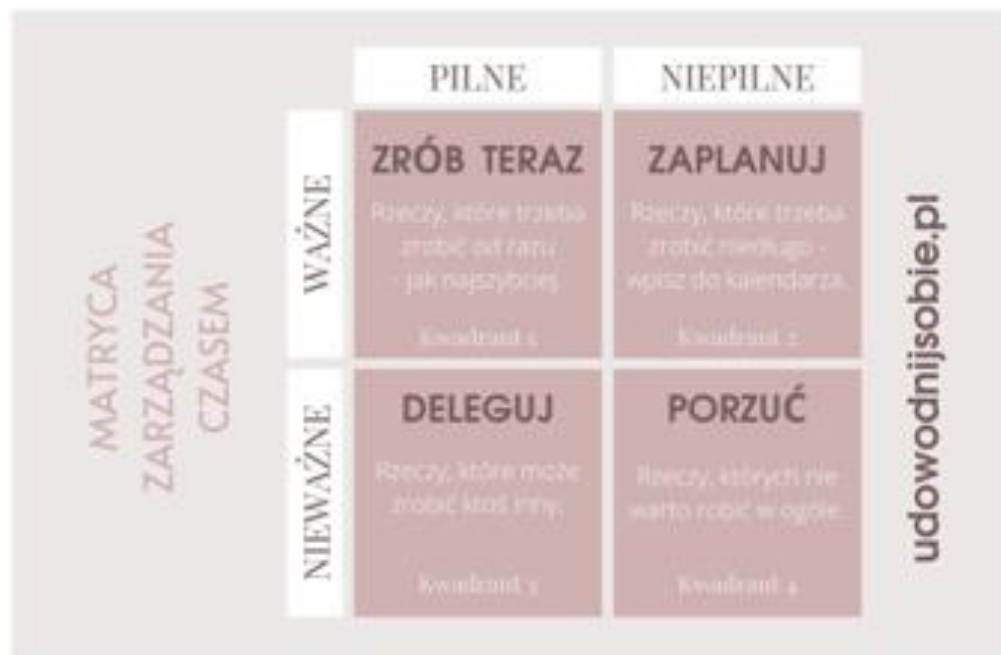 MATRYCA
ZARZĄDZANIA
CZASEM
PILNE
NIEPILNE
WAŻNE
ZRÓB TERAZ
Rzeczy, które trzeba
zrobić od razu
- jak najszybciej
Kwadrant 1
ZAPLANUJ
Rzeczy, które trzeba
zrobić niedługo -
wpisz do kalendarza.
Kwadrant 2
NIEWAŻNE
DELEGUJ
Rzeczy, które może
zrobić ktoś inny.
Kwadrant 3
PORZUĆ
Rzeczy, których nie
warto robić w ogóle.
Kwadrant 4
udowodnijsobie.pl